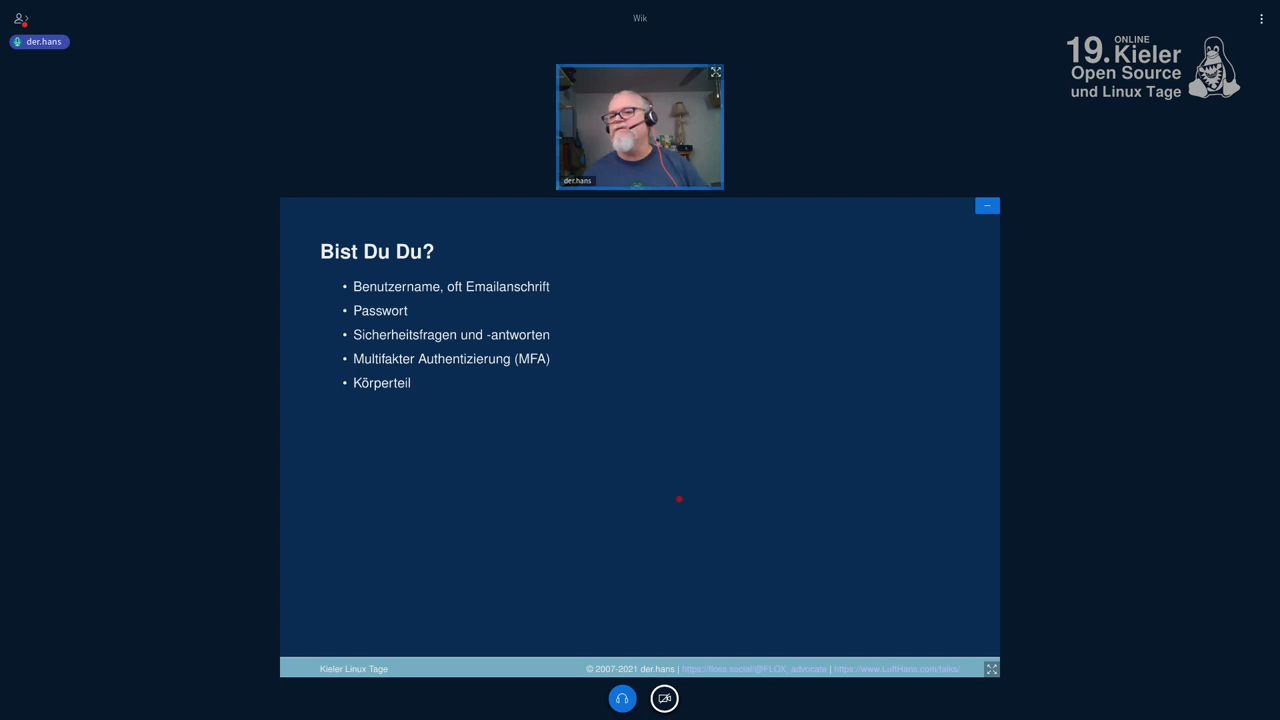 Wik
der.hans
19. ONLINE Kieler
Open Source
und Linux Tage
der.hans
Bist Du Du?
• Benutzername, oft Emailanschrift
• Passwort
• Sicherheitsfragen und -antworten
• Multifakter Authentizierung (MFA)
• Körperteil
Kieler Linux Tage
© 2007-2021 der.hans | https://floss.social/@FLOX_advocate | https://www.LuftHans.com/talks/